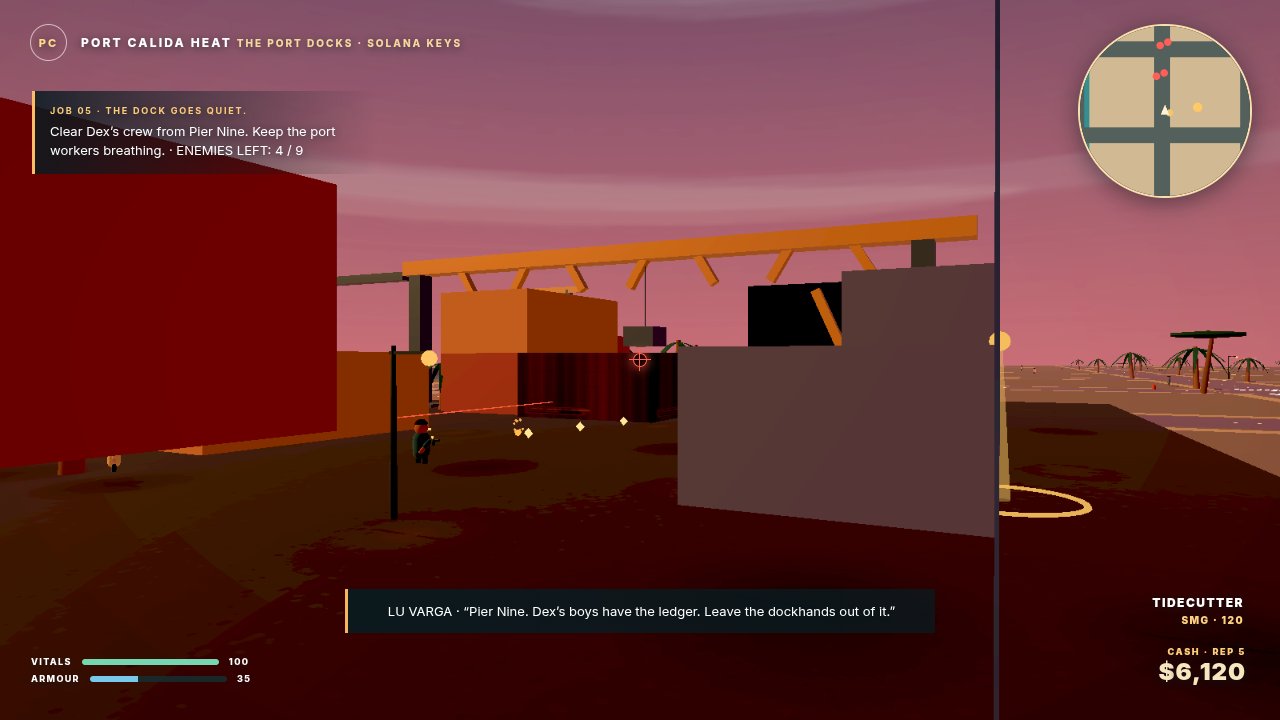 PC
PORT CALIDA HEAT THE PORT DOCKS · SOLANA KEYS
JOB 05 · THE DOCK GOES QUIET.
Clear Dex’s crew from Pier Nine. Keep the port
workers breathing. · ENEMIES LEFT: 4 / 9
LU VARGA · “Pier Nine. Dex’s boys have the ledger. Leave the dockhands out of it.”
TIDECUTTER
SMG · 120
CASH · REP 5
$6,120
VITALS 100
ARMOUR 35